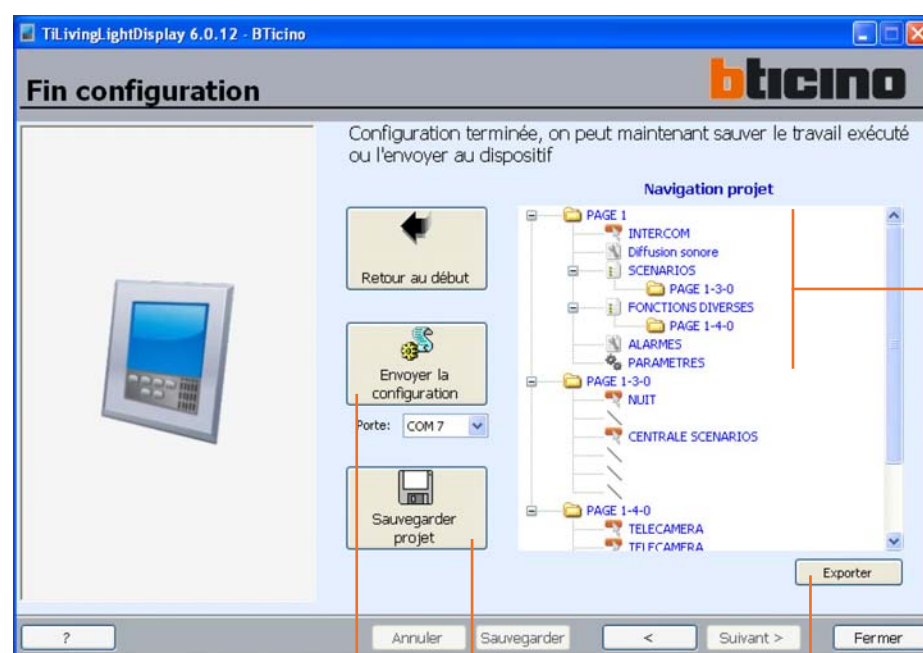 TiLivingLightDisplay 6.0.12 - BTicino
Fin configuration
bticino
Configuration terminée, on peut maintenant sauver le travail exécuté
ou l'envoyer au dispositif
Navigation projet
Retour au début
Envoyer la
configuration
Porte: COM 7
Sauvegarder
projet
PAGE 1
INTERCOM
Diffusion sonore
SCENARIOS
PAGE 1-3-0
FONCTIONS DIVERSES
PAGE 1-4-0
ALARMES
PARAMETRES
PAGE 1-3-0
NUIT
CENTRALE SCENARIOS
PAGE 1-4-0
TELECAMERA
TELECAMERA
Exporter
?
Annuler
Sauvegarder
<
Suivant >
Fermer